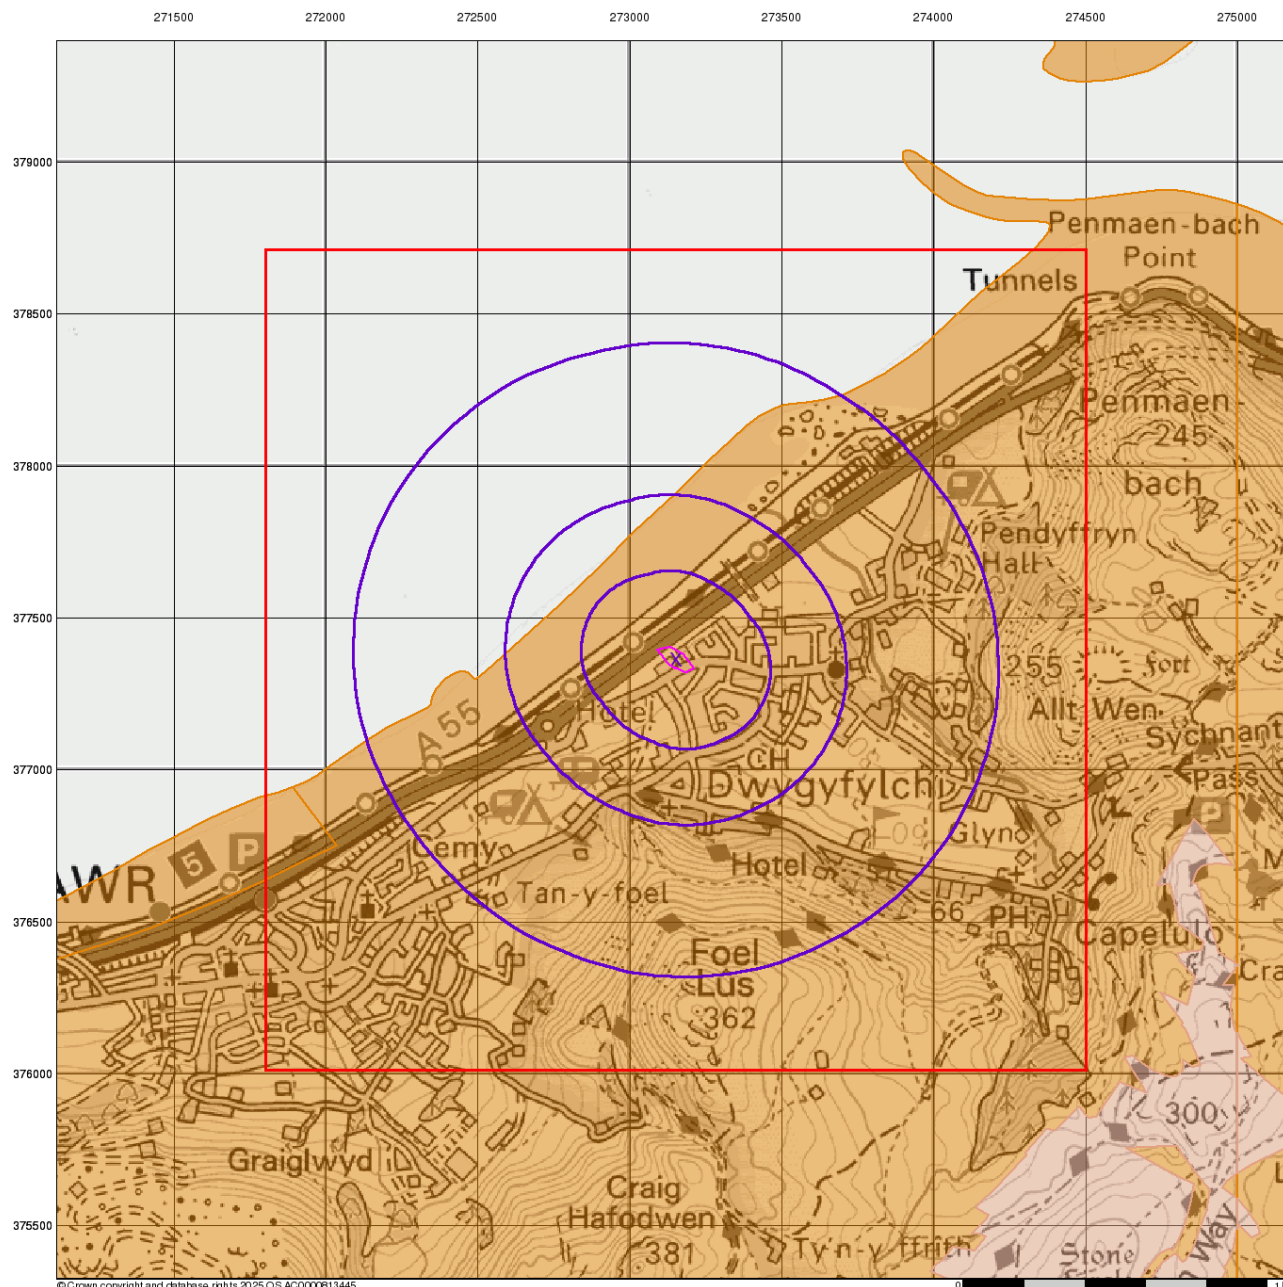 271500 272000 272500 273000 273500 274000 274500 275000
379000
Penmaen-bach
Point
Tunnels
378500
Penmaen-
245
bach
378000
Pendyffryn
Hall
377500
255
fort
Allt Wen
Hotel
A 55
Sychnant
Pass
377000
CH
Dwygyfylchi
P
Glyn
Cemy
5
P
Hotel
AWR
Tan-y-foel
66
PH
376500
Capelulo
Foel
Lus
362
Cra
376000
300
Graiglwyd
Craig
Hafodwen
381
375500
Ty'n-y-ffrith
Stone
Way
© Crown copyright and database rights 2025 OS AC0000813445
0
1